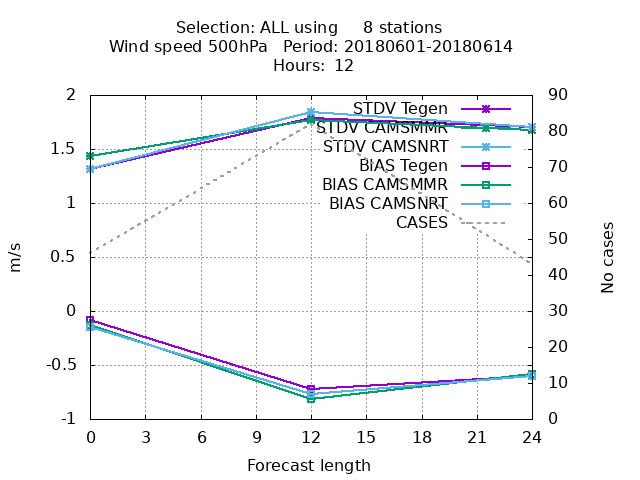 Selection: ALL using     8 stations
Wind speed 500hPa   Period: 20180601-20180614
Hours: 12
STDV Tegen
STDV CAMSMMR
STDV CAMSNRT
BIAS Tegen
BIAS CAMSMMR
BIAS CAMSNRT
CASES
2
1.5
1
0.5
0
-0.5
-1
m/s
90
80
70
60
50
40
30
20
10
0
No cases
0 3 6 9 12 15 18 21 24
Forecast length